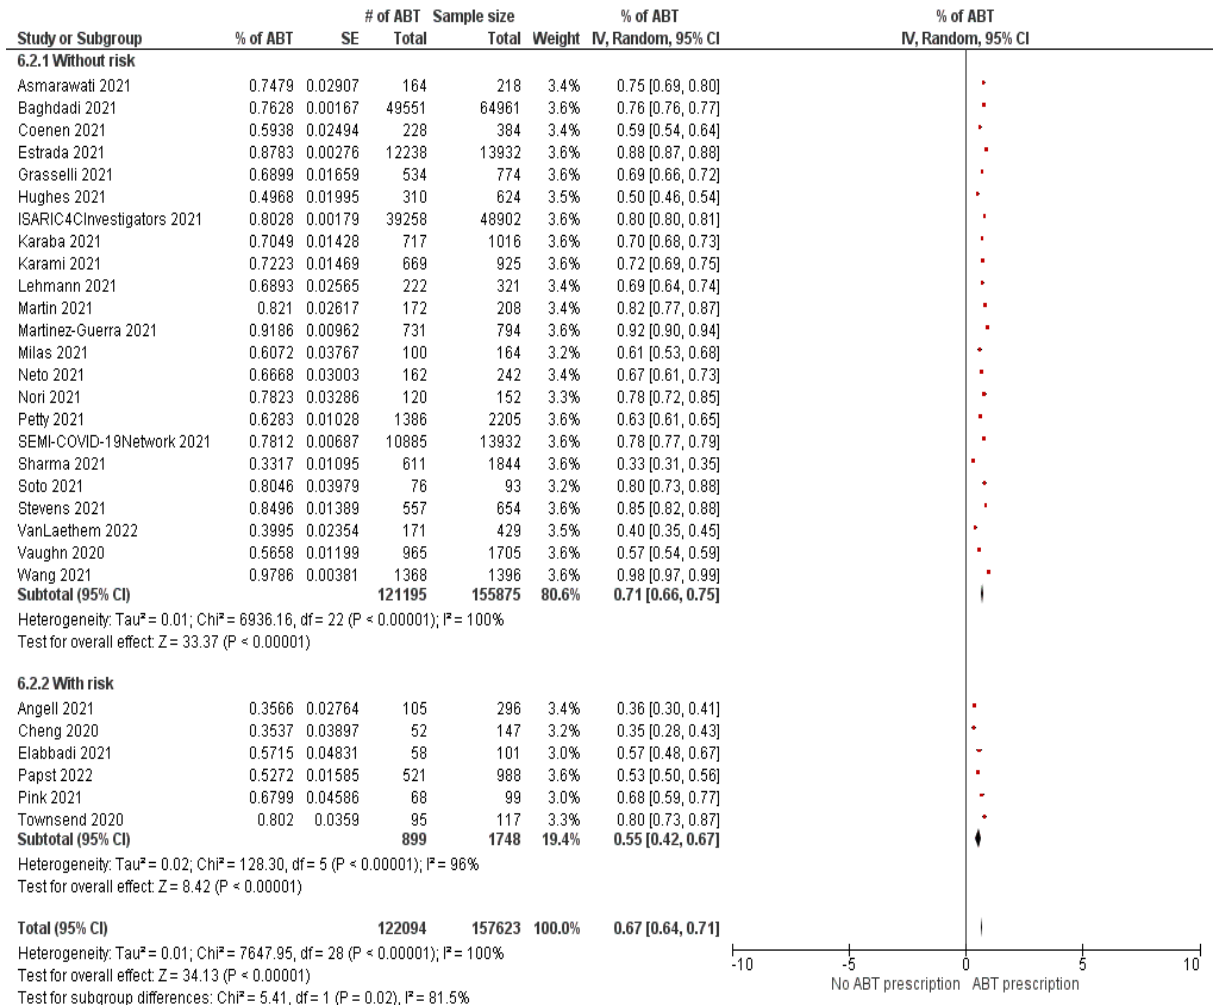 # of ABT Sample size % of ABT % of ABT
Study or Subgroup % of ABT SE Total Total Weight IV, Random, 95% CI IV, Random, 95% CI
6.2.1 Without risk
Asmarawati 2021 0.7479 0.02907 164 218 3.4% 0.75 [0.69, 0.80]
Baghdadi 2021 0.7628 0.00167 49551 64961 3.6% 0.76 [0.76, 0.77]
Coenen 2021 0.5938 0.02494 228 384 3.4% 0.59 [0.54, 0.64]
Estrada 2021 0.8783 0.00276 12238 13932 3.6% 0.88 [0.87, 0.88]
Grasselli 2021 0.6899 0.01659 534 774 3.6% 0.69 [0.66, 0.72]
Hughes 2021 0.4968 0.01995 310 624 3.5% 0.50 [0.46, 0.54]
ISARIC4CInvestigators 2021 0.8028 0.00179 39258 48902 3.6% 0.80 [0.80, 0.81]
Karaba 2021 0.7049 0.01428 717 1016 3.6% 0.70 [0.68, 0.73]
Karami 2021 0.7223 0.01469 669 925 3.6% 0.72 [0.69, 0.75]
Lehmann 2021 0.6893 0.02565 222 321 3.4% 0.69 [0.64, 0.74]
Martin 2021 0.821 0.02617 172 208 3.4% 0.82 [0.77, 0.87]
Martinez-Guerra 2021 0.9186 0.00962 731 794 3.6% 0.92 [0.90, 0.94]
Milas 2021 0.6072 0.03767 100 164 3.2% 0.61 [0.53, 0.68]
Neto 2021 0.6668 0.03003 162 242 3.4% 0.67 [0.61, 0.73]
Nori 2021 0.7823 0.03286 120 152 3.3% 0.78 [0.72, 0.85]
Petty 2021 0.6283 0.01028 1386 2205 3.6% 0.63 [0.61, 0.65]
SEMI-COVID-19Network 2021 0.7812 0.00687 10885 13932 3.6% 0.78 [0.77, 0.79]
Sharma 2021 0.3317 0.01095 611 1844 3.6% 0.33 [0.31, 0.35]
Soto 2021 0.8046 0.03979 76 93 3.2% 0.80 [0.73, 0.88]
Stevens 2021 0.8496 0.01389 557 654 3.6% 0.85 [0.82, 0.88]
VanLaethem 2022 0.3995 0.02354 171 429 3.5% 0.40 [0.35, 0.45]
Vaughn 2020 0.5658 0.01199 965 1705 3.6% 0.57 [0.54, 0.59]
Wang 2021 0.9786 0.00381 1368 1396 3.6% 0.98 [0.97, 0.99]
Subtotal (95% CI) 121195 155875 80.6% 0.71 [0.66, 0.75]
Heterogeneity: Tau² = 0.01; Chi² = 6936.16, df = 22 (P < 0.00001); I² = 100%
Test for overall effect: Z = 33.37 (P < 0.00001)
6.2.2 With risk
Angell 2021 0.3566 0.02764 105 296 3.4% 0.36 [0.30, 0.41]
Cheng 2020 0.3537 0.03897 52 147 3.2% 0.35 [0.28, 0.43]
Elabbadi 2021 0.5715 0.04831 58 101 3.0% 0.57 [0.48, 0.67]
Papst 2022 0.5272 0.01585 521 988 3.6% 0.53 [0.50, 0.56]
Pink 2021 0.6799 0.04586 68 99 3.0% 0.68 [0.59, 0.77]
Townsend 2020 0.802 0.0359 95 117 3.3% 0.80 [0.73, 0.87]
Subtotal (95% CI) 899 1748 19.4% 0.55 [0.42, 0.67]
Heterogeneity: Tau² = 0.02; Chi² = 128.30, df = 5 (P < 0.00001); I² = 96%
Test for overall effect: Z = 8.42 (P < 0.00001)
Total (95% CI) 122094 157623 100.0% 0.67 [0.64, 0.71]
Heterogeneity: Tau² = 0.01; Chi² = 7647.95, df = 28 (P < 0.00001); I² = 100%
Test for overall effect: Z = 34.13 (P < 0.00001)
Test for subgroup differences: Chi² = 5.41, df = 1 (P = 0.02), I² = 81.5%
-10 -5 0 5 10
No ABT prescription ABT prescription